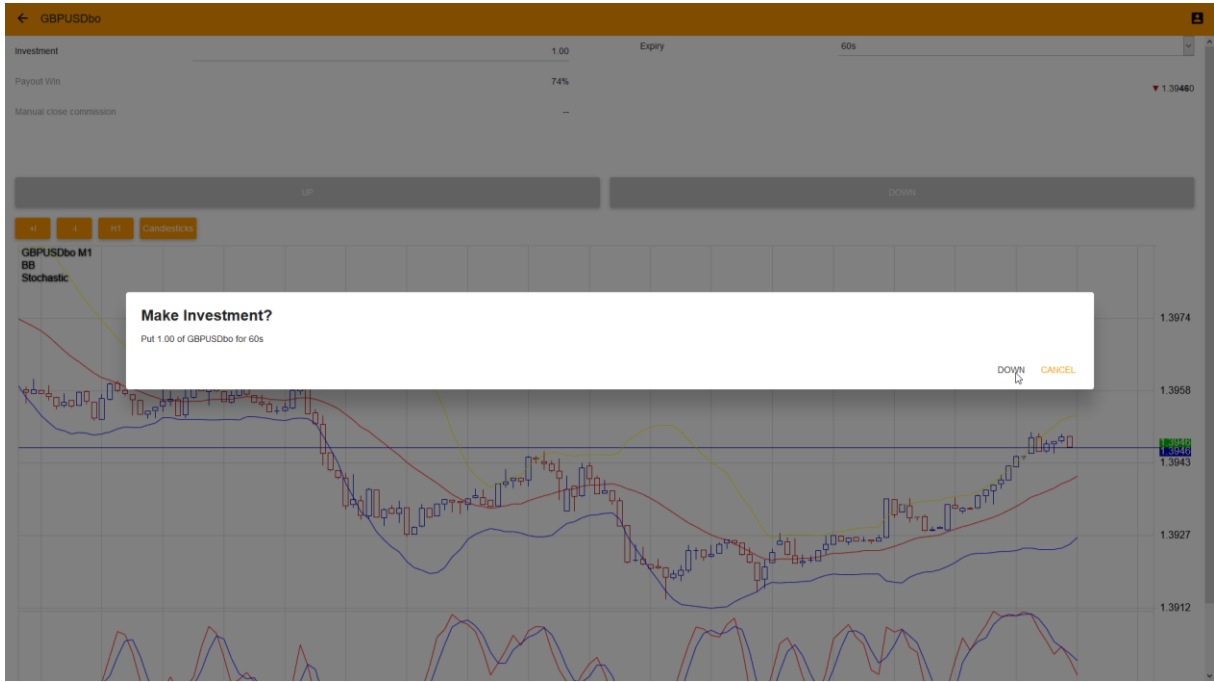 GBPUSDbo
Investment 1.00 Expiry 60s
Payout Win 74%
▼ 1.39460
Manual close commission --
UP DOWN
+I -I H1 Candlesticks
GBPUSDbo M1
BB
Stochastic
Make Investment?
Put 1.00 of GBPUSDbo for 60s
DOWN CANCEL
1.3974
1.3958
1.3946
1.3946
1.3943
1.3927
1.3912